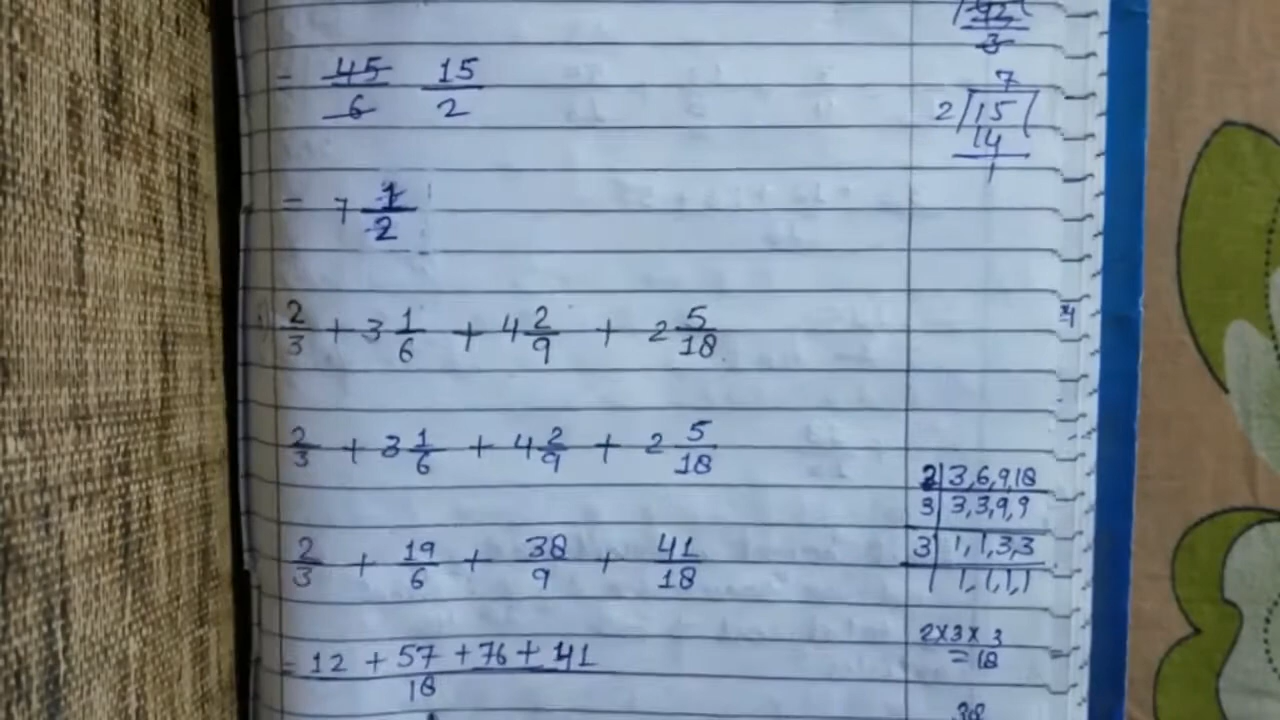 - 45/6 15/2
= 7 1/2
2/3 + 3 1/6 + 4 2/9 + 2 5/18
2/3 + 3 1/6 + 4 2/9 + 2 5/18
2/3 + 19/6 + 38/9 + 41/18
= 12 + 57 + 76 + 41 / 18
3
7
2 15
14
1
2 3,6,9,18
3 3,3,9,9
3 1,1,3,3
1,1,1,1
2x3x3
=18
38